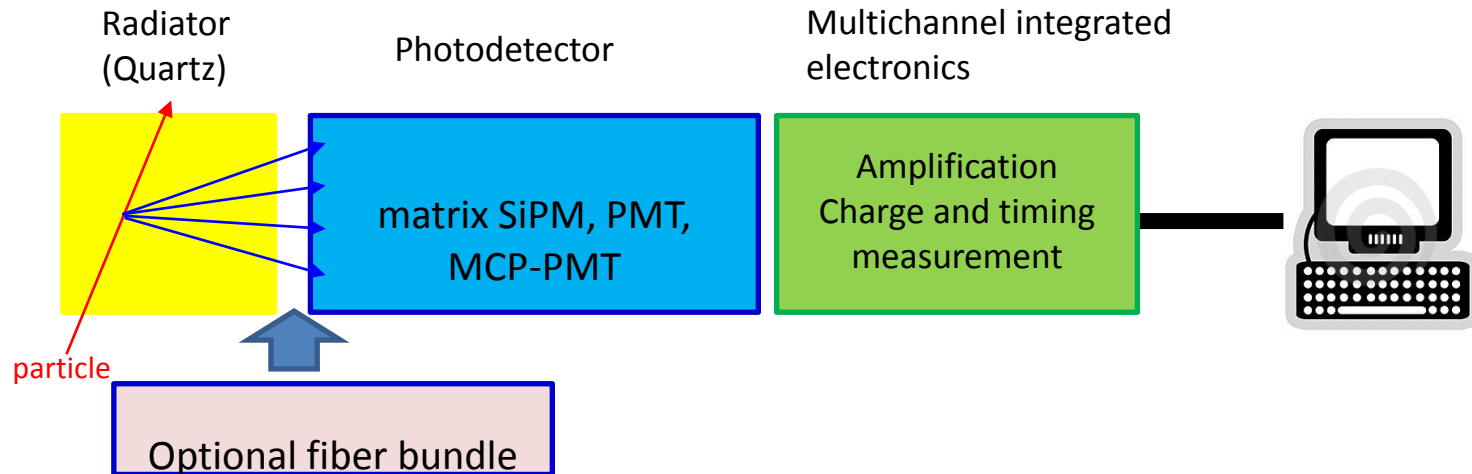 Radiator
(Quartz)
Photodetector
Multichannel integrated
electronics
matrix SiPM, PMT,
MCP-PMT
Amplification
Charge and timing
measurement
particle
Optional fiber bundle